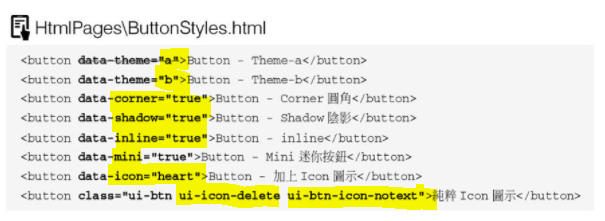 HtmlPages\ButtonStyles.html
<button data-theme="a">Button - Theme-a</button>
<button data-theme="b">Button - Theme-b</button>
<button data-corner="true">Button - Corner 圓角</button>
<button data-shadow="true">Button - Shadow 陰影</button>
<button data-inline="true">Button - inline</button>
<button data-mini="true">Button - Mini 迷你按鈕</button>
<button data-icon="heart">Button - 加上 Icon 圖示</button>
<button class="ui-btn ui-icon-delete ui-btn-icon-notext">純粹 Icon 圖示</button>